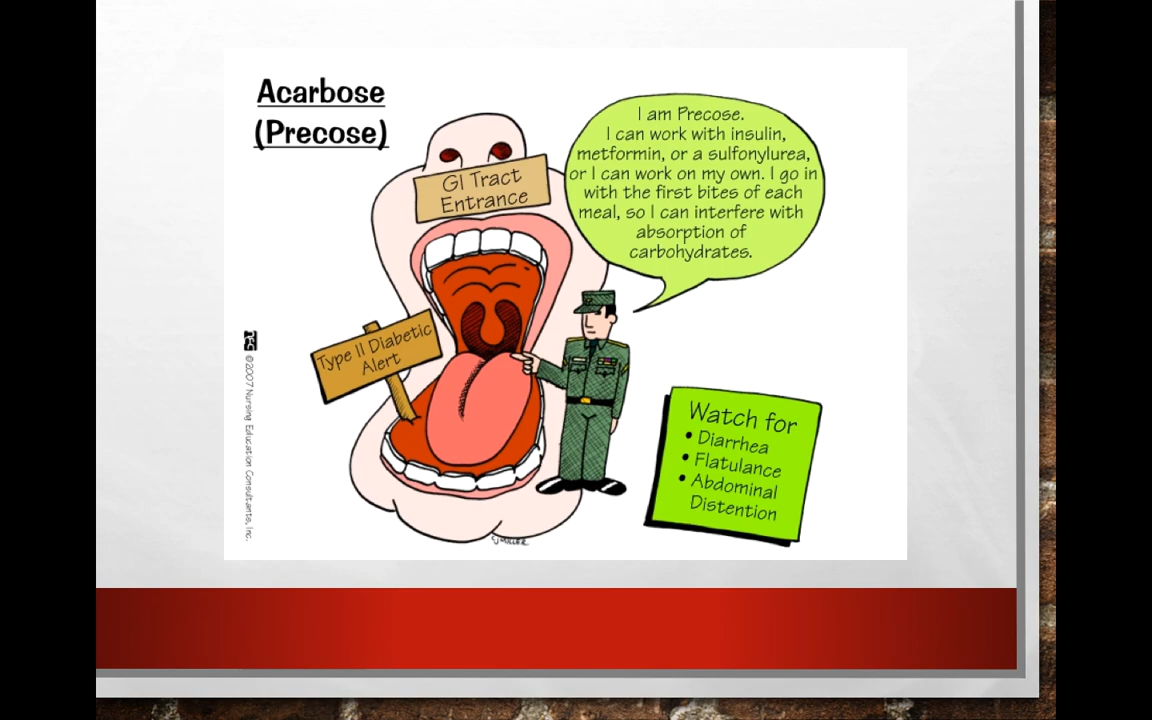 Acarbose
(Precose)
I am Precose.
I can work with insulin,
metformin, or a sulfonylurea,
or I can work on my own. I go in
with the first bites of each
meal, so I can interfere with
absorption of
carbohydrates.
GI Tract
Entrance
Type II Diabetic
Alert
Watch for
• Diarrhea
• Flatulance
• Abdominal
Distention
©2007 Nursing Education Consultants, Inc.
CJ MILLER